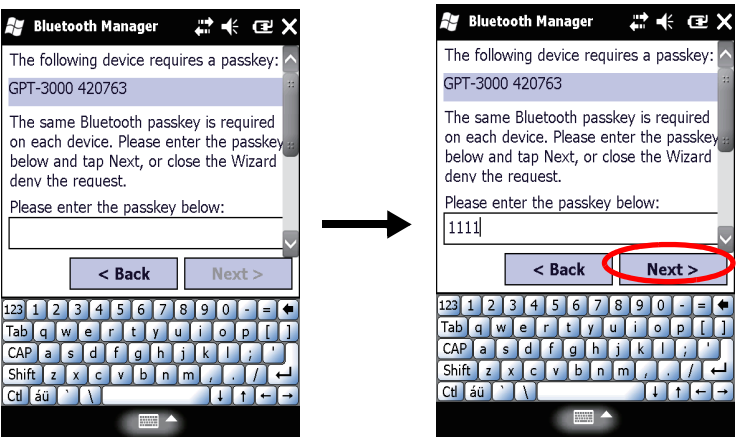 Bluetooth Manager
The following device requires a passkey:
GPT-3000 420763
The same Bluetooth passkey is required
on each device. Please enter the passkey
below and tap Next, or close the Wizard
deny the request.
Please enter the passkey below:
< Back Next >
123 1 2 3 4 5 6 7 8 9 0 - =
Tab q w e r t y u i o p [ ]
CAP a s d f g h j k l ; '
Shift z x c v b n m , . /
Ctl áü ` \
Bluetooth Manager
The following device requires a passkey:
GPT-3000 420763
The same Bluetooth passkey is required
on each device. Please enter the passkey
below and tap Next, or close the Wizard
deny the request.
Please enter the passkey below:
1111
< Back Next >
123 1 2 3 4 5 6 7 8 9 0 - =
Tab q w e r t y u i o p [ ]
CAP a s d f g h j k l ; '
Shift z x c v b n m , . /
Ctl áü ` \